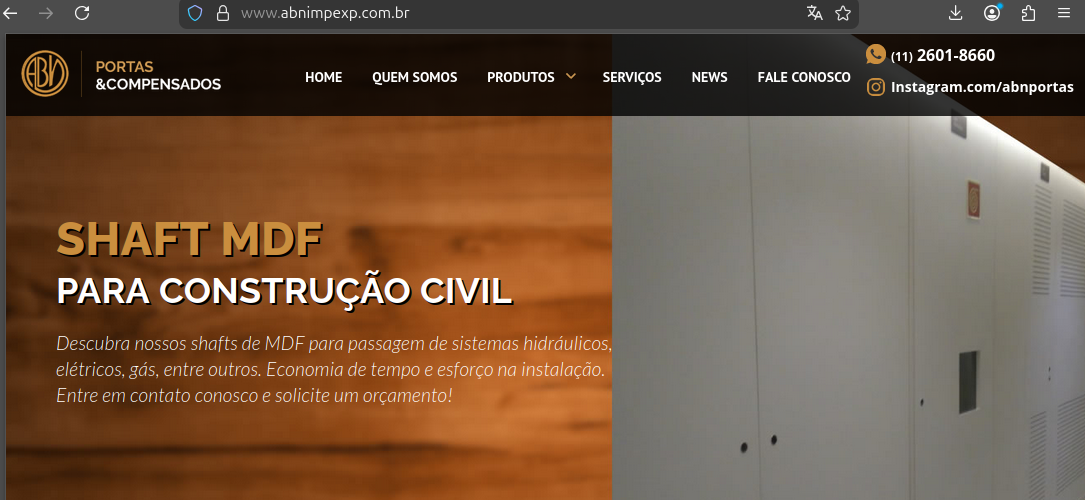 www.abnimpexp.com.br
ABN
PORTAS
&COMPENSADOS
HOME QUEM SOMOS PRODUTOS SERVIÇOS NEWS FALE CONOSCO
(11) 2601-8660
Instagram.com/abnportas
SHAFT MDF
PARA CONSTRUÇÃO CIVIL
Descubra nossos shafts de MDF para passagem de sistemas hidráulicos,
elétricos, gás, entre outros. Economia de tempo e esforço na instalação.
Entre em contato conosco e solicite um orçamento!